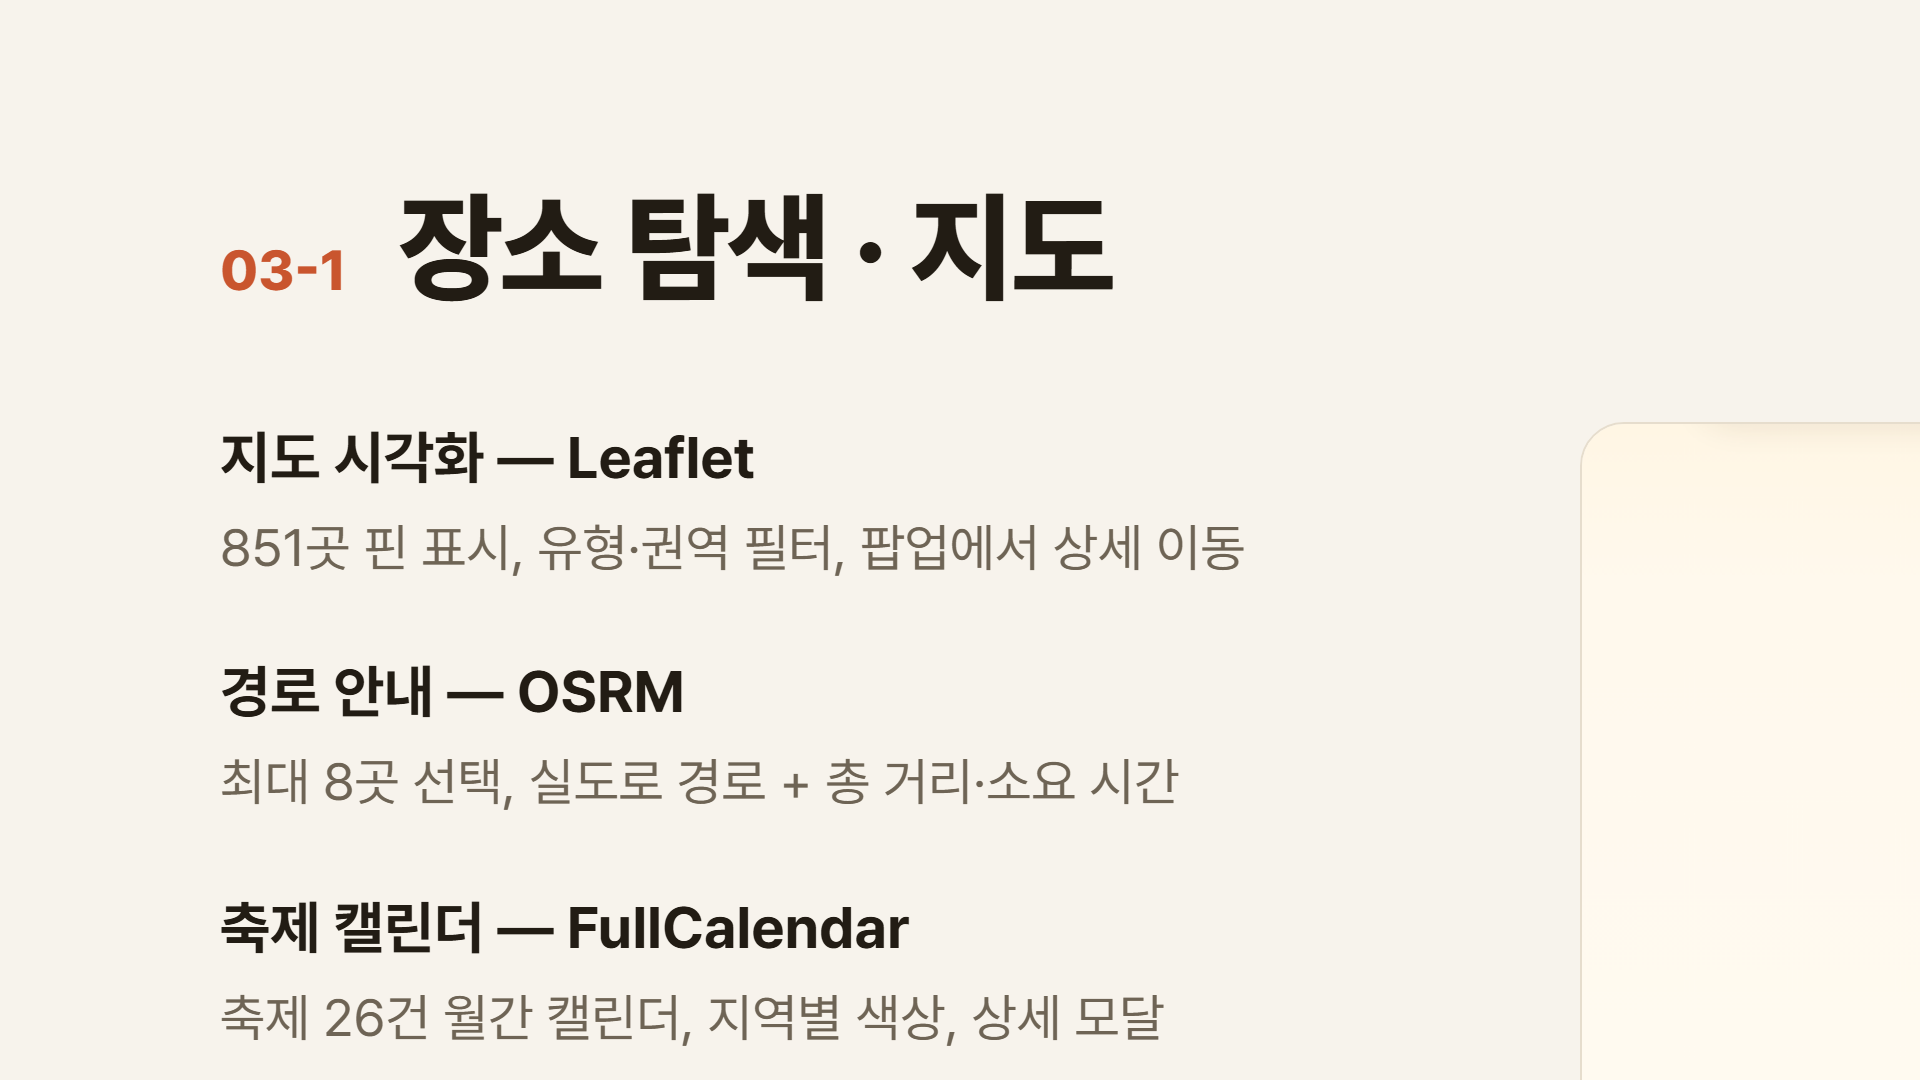 03-1 장소 탐색 · 지도
지도 시각화 — Leaflet
851곳 핀 표시, 유형·권역 필터, 팝업에서 상세 이동
경로 안내 — OSRM
최대 8곳 선택, 실도로 경로 + 총 거리·소요 시간
축제 캘린더 — FullCalendar
축제 26건 월간 캘린더, 지역별 색상, 상세 모달